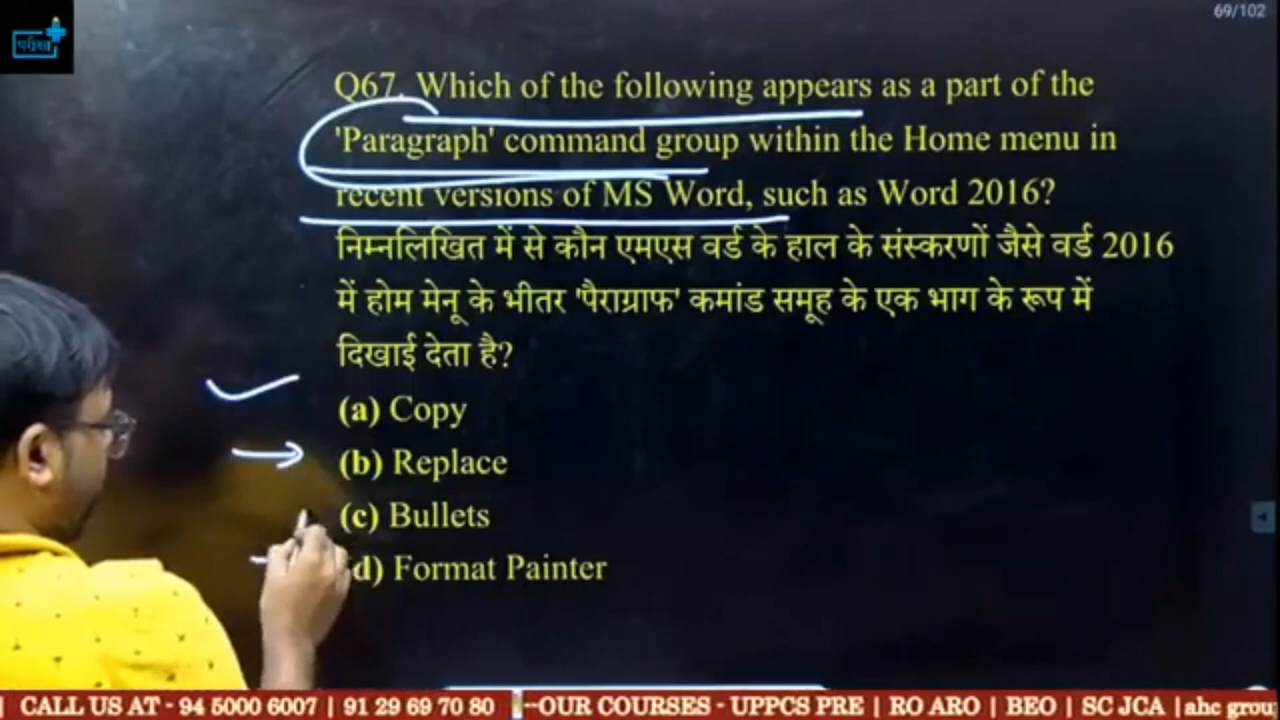 69/102
परीक्षा
Q67. Which of the following appears as a part of the
'Paragraph' command group within the Home menu in
recent versions of MS Word, such as Word 2016?
निम्नलिखित में से कौन एमएस वर्ड के हाल के संस्करणों जैसे वर्ड 2016
में होम मेनू के भीतर 'पैराग्राफ' कमांड समूह के एक भाग के रूप में
दिखाई देता है?
(a) Copy
(b) Replace
(c) Bullets
d) Format Painter
| CALL US AT - 94 5000 6007 | 91 29 69 70 80 --OUR COURSES - UPPCS PRE | RO ARO | BEO | SC JCA |ahc grou